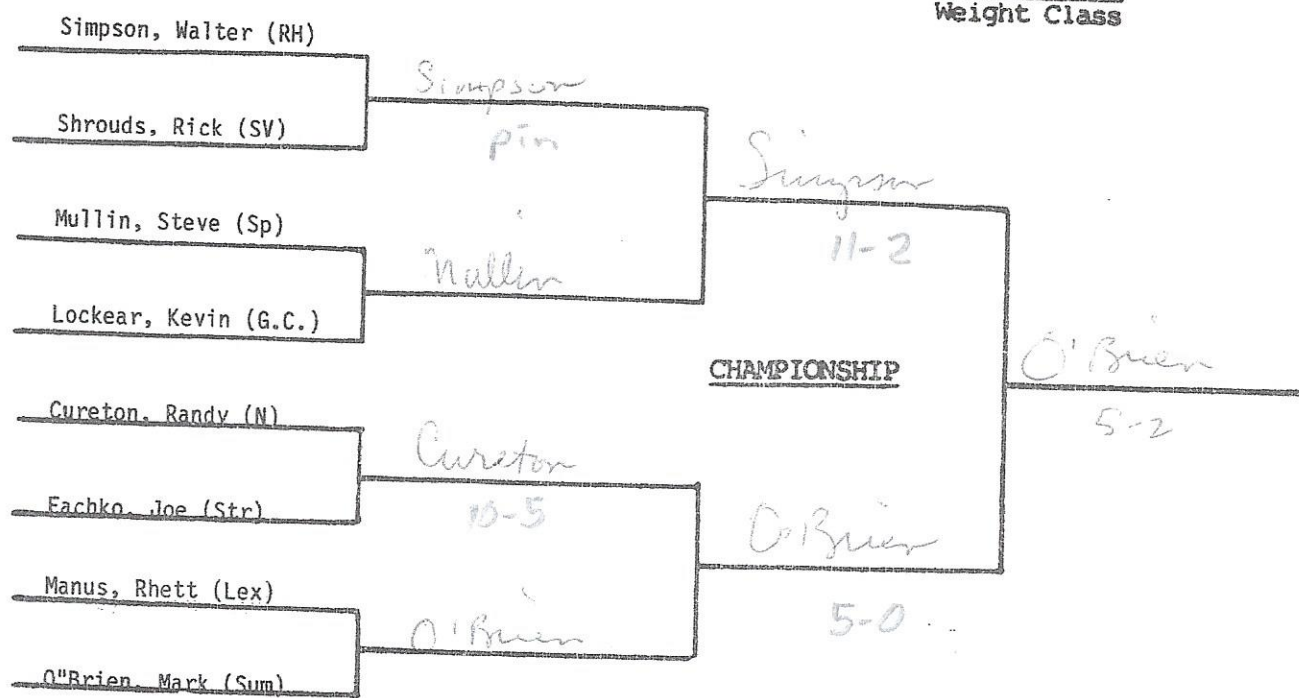 Weight Class
Simpson, Walter (RH)
Simpson
pin
Shrouds, Rick (SV)
Simpson
11-2
Mullin, Steve (Sp)
Mullin
Lockear, Kevin (G.C.)
CHAMPIONSHIP
O'Brien
5-2
Cureton, Randy (N)
Cureton
10-5
Eachko, Joe (Str)
O'Brien
5-0
Manus, Rhett (Lex)
O'Brien
O"Brien, Mark (Sum)